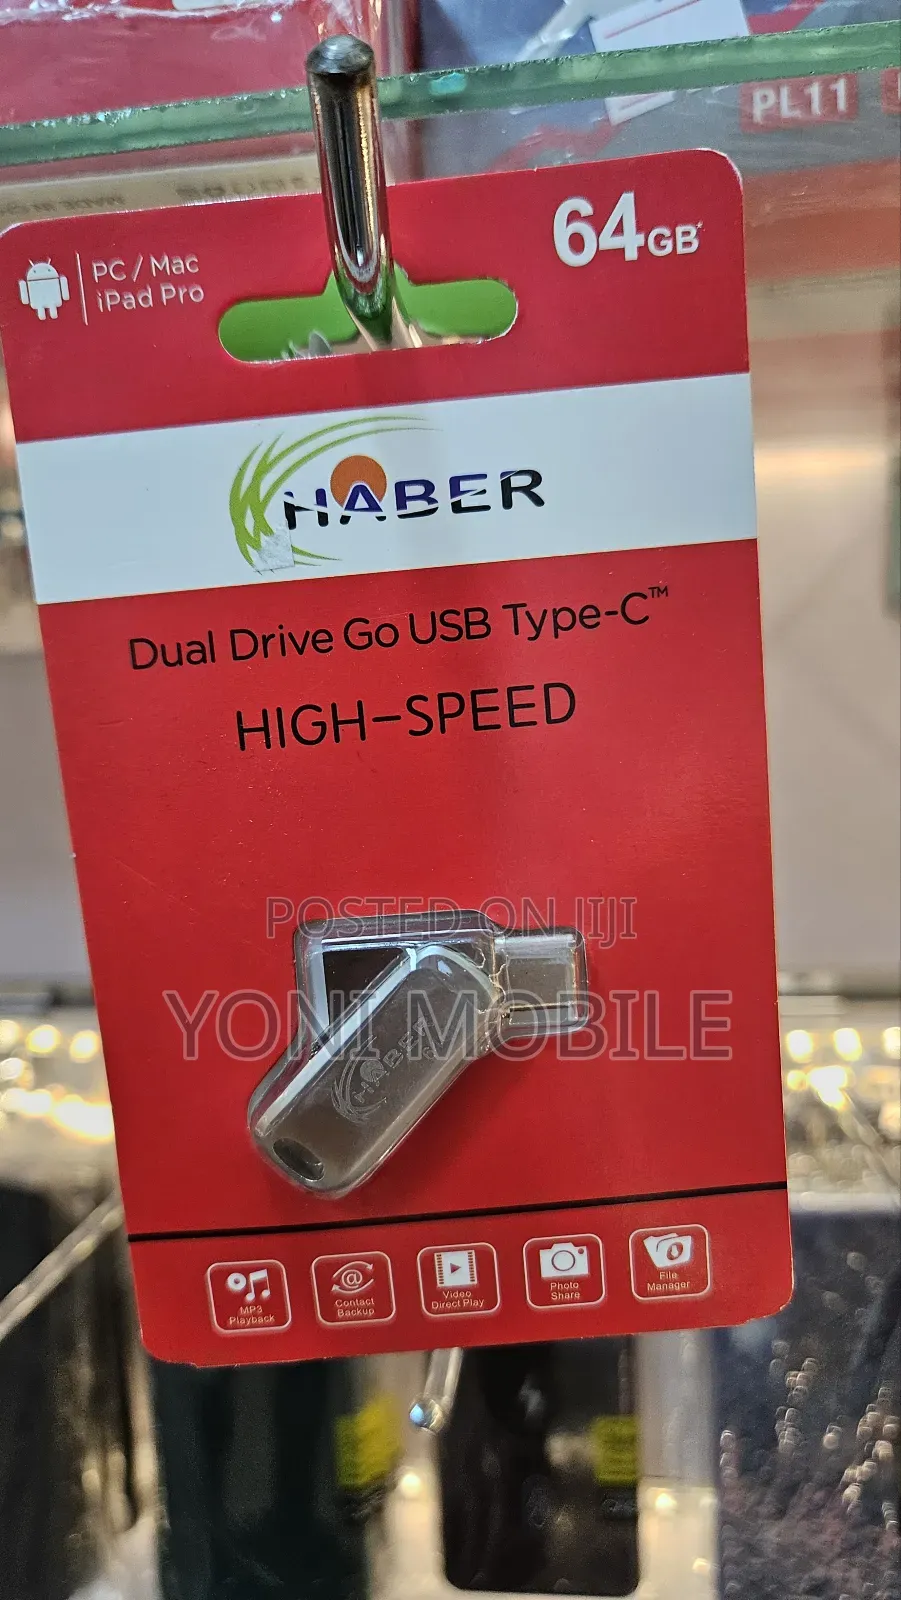 PL11
64GB*
PC / Mac
iPad Pro
HABER
Dual Drive Go USB Type-C™
HIGH-SPEED
POSTED ON JIJI
YONI MOBILE
HABER
MP3
Playback
@
Contact
Backup
Video
Direct Play
Photo
Share
File
Manager